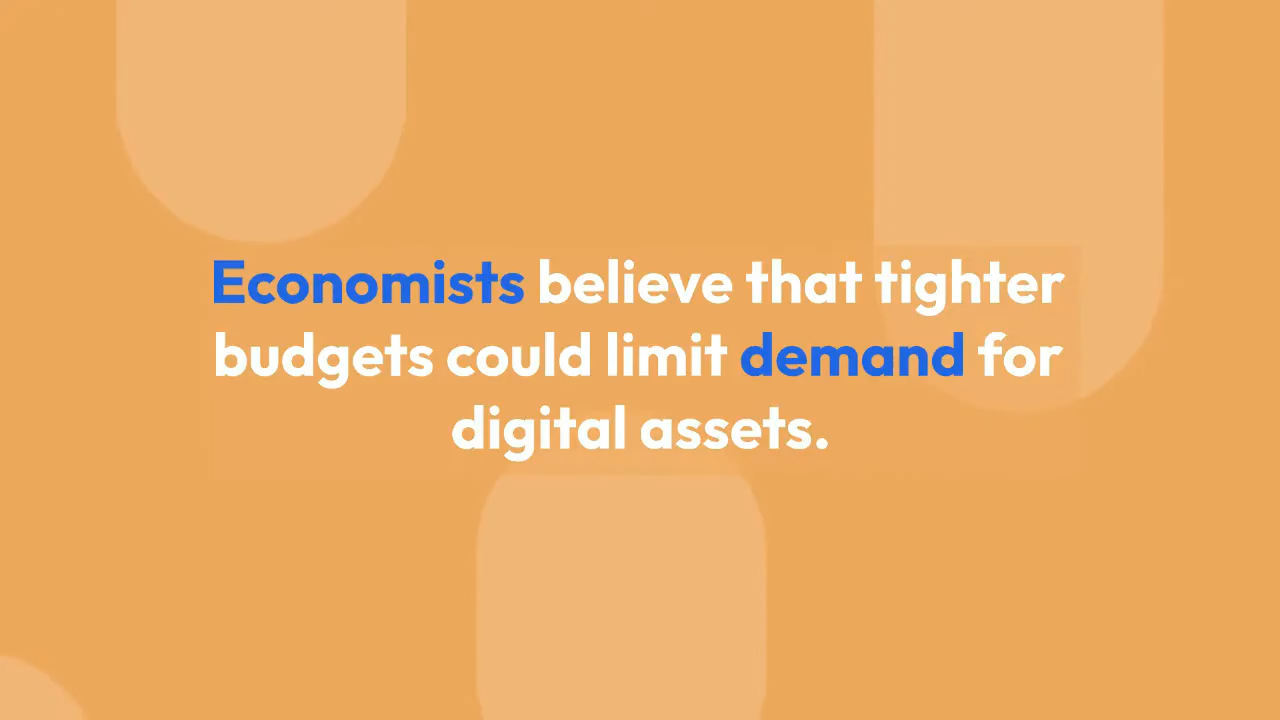 Economists believe that tighter
budgets could limit demand for
digital assets.